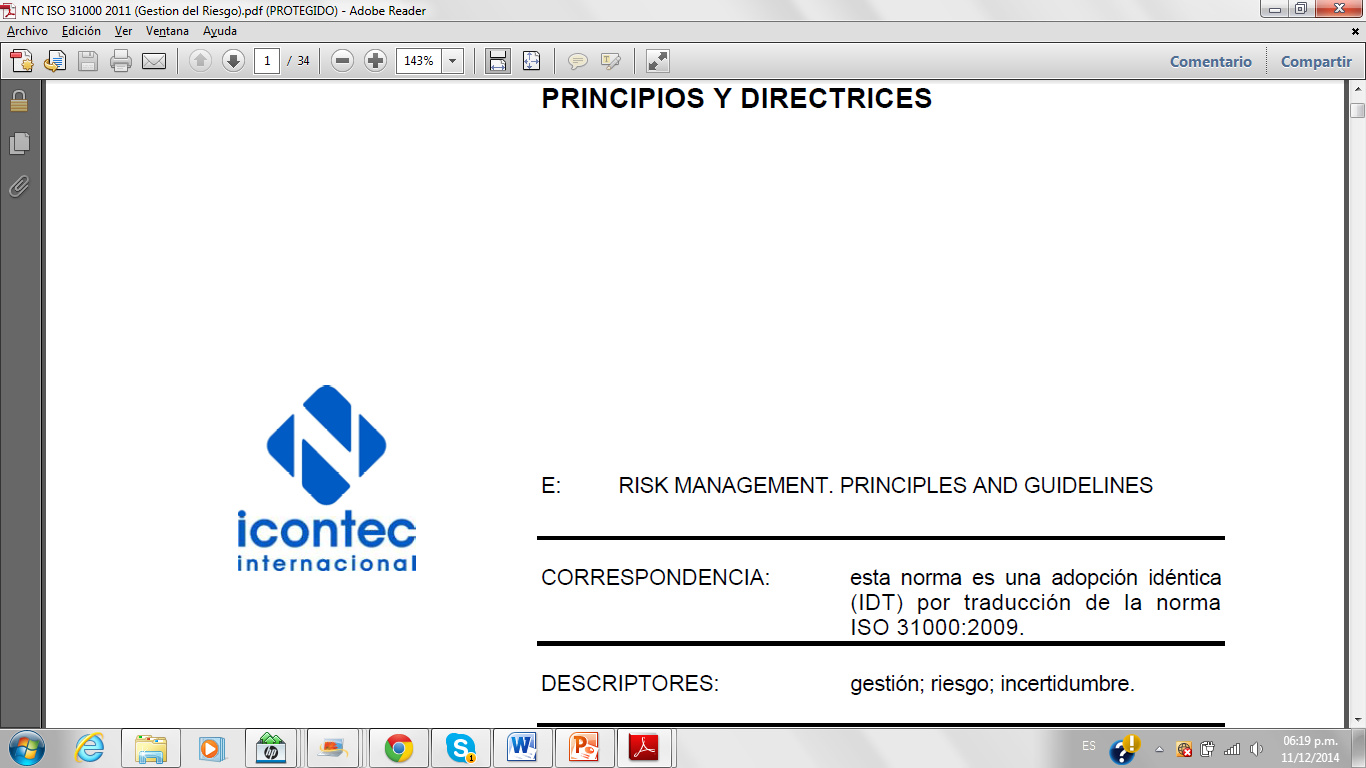 NTC ISO 31000 2011 (Gestion del Riesgo).pdf (PROTEGIDO) - Adobe Reader
Archivo Edición Ver Ventana Ayuda
1 / 34 143% Comentario Compartir
PRINCIPIOS Y DIRECTRICES
icontec
internacional
E: RISK MANAGEMENT. PRINCIPLES AND GUIDELINES
CORRESPONDENCIA: esta norma es una adopción idéntica
(IDT) por traducción de la norma
ISO 31000:2009.
DESCRIPTORES: gestión; riesgo; incertidumbre.
ES 06:19 p.m.
11/12/2014